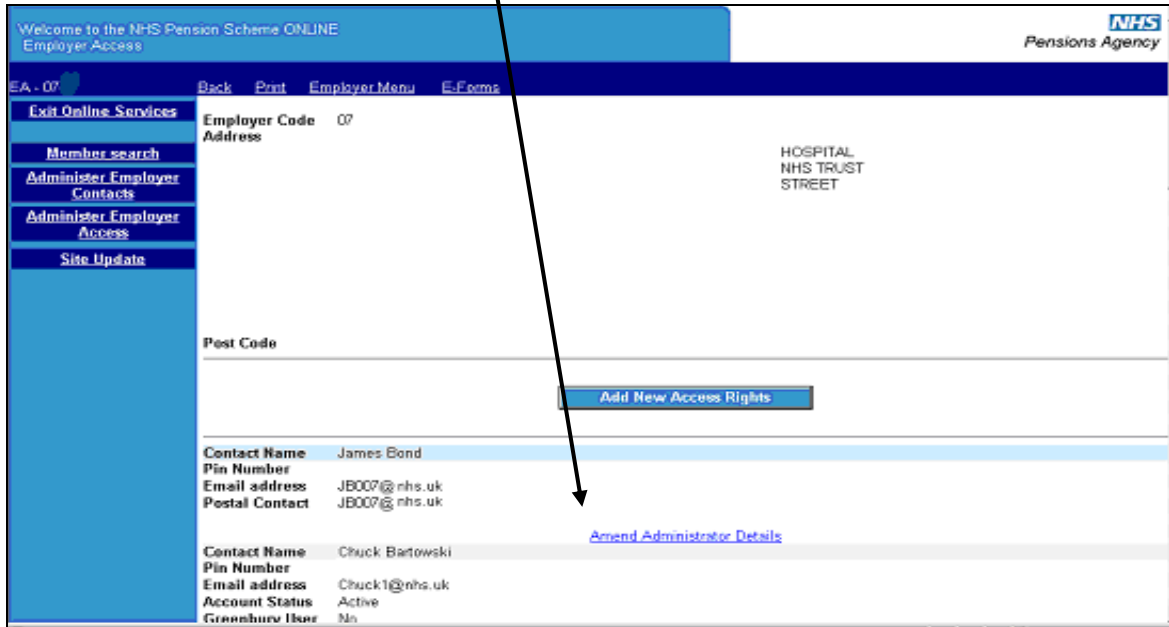 Welcome to the NHS Pension Scheme ONLINE
Employer Access
NHS
Pensions Agency
EA - 07
Back Print Employer Menu E-Forms
Exit Online Services
Member search
Administer Employer
Contacts
Administer Employer
Access
Site Update
Employer Code 07
Address
HOSPITAL
NHS TRUST
STREET
Post Code
Add New Access Rights
Contact Name James Bond
Pin Number
Email address JB007@nhs.uk
Postal Contact JB007@nhs.uk
Amend Administrator Details
Contact Name Chuck Bartowski
Pin Number
Email address Chuck1@nhs.uk
Account Status Active
Greenbury User No